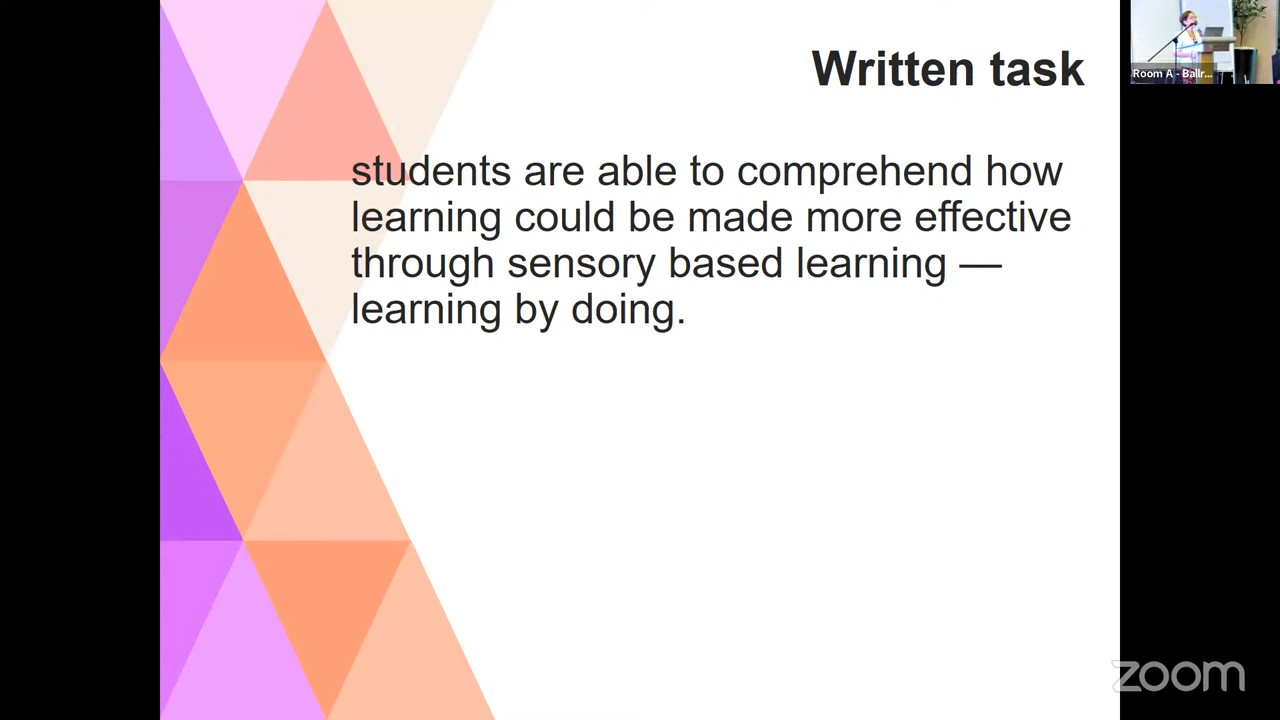 Written task
students are able to comprehend how
learning could be made more effective
through sensory based learning —
learning by doing.
Room A - Ballr...
zoom